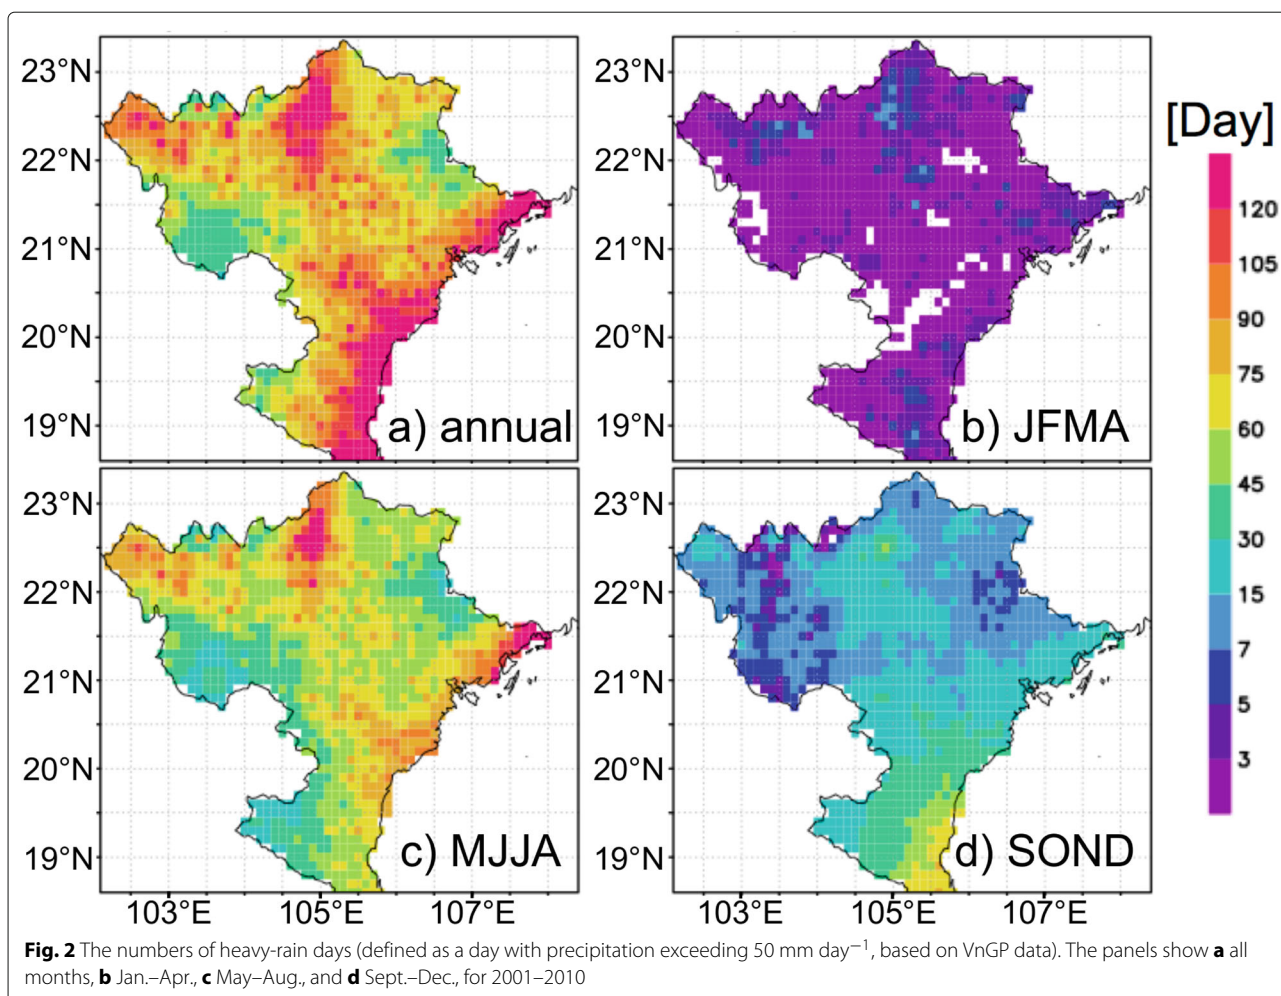 23°N
22°N
21°N
20°N
19°N
a) annual
23°N
22°N
21°N
20°N
19°N
b) JFMA
[Day]
120
105
90
75
60
45
30
15
7
5
3
23°N
22°N
21°N
20°N
19°N
c) MJJA
103°E 105°E 107°E
23°N
22°N
21°N
20°N
19°N
d) SOND
103°E 105°E 107°E
Fig. 2 The numbers of heavy-rain days (defined as a day with precipitation exceeding 50 mm day⁻¹, based on VnGP data). The panels show a all
months, b Jan.–Apr., c May–Aug., and d Sept.–Dec., for 2001–2010